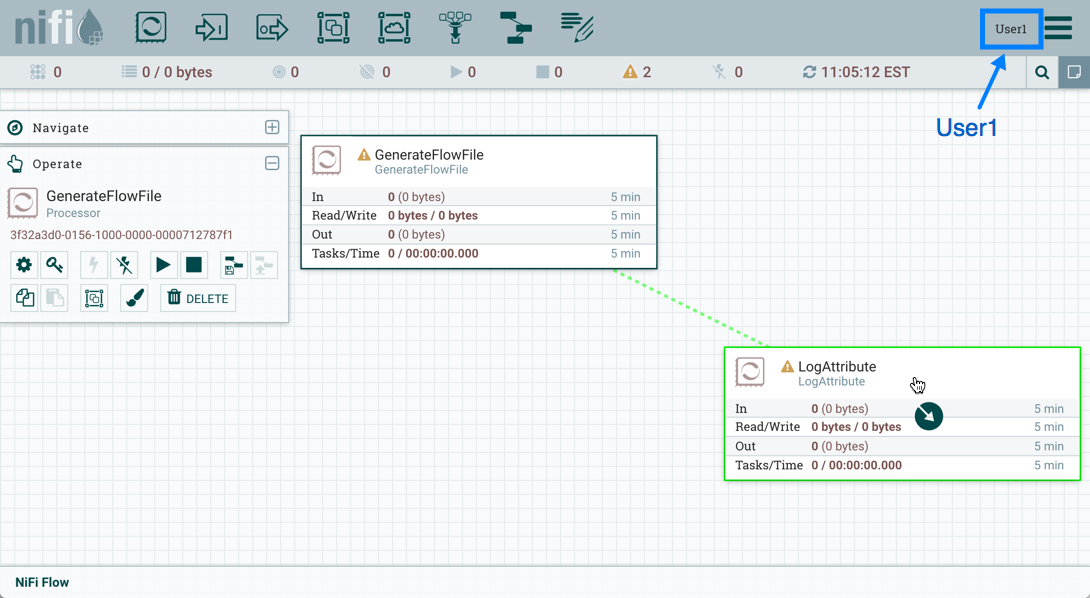 nifi
User1
0
0 / 0 bytes
0
0
0
0
2
0
11:05:12 EST
User1
Navigate
Operate
GenerateFlowFile
Processor
3f32a3d0-0156-1000-0000-0000712787f1
DELETE
GenerateFlowFile
GenerateFlowFile
In 0 (0 bytes) 5 min
Read/Write 0 bytes / 0 bytes 5 min
Out 0 (0 bytes) 5 min
Tasks/Time 0 / 00:00:00.000 5 min
LogAttribute
LogAttribute
In 0 (0 bytes) 5 min
Read/Write 0 bytes / 0 bytes 5 min
Out 0 (0 bytes) 5 min
Tasks/Time 0 / 00:00:00.000 5 min
NiFi Flow